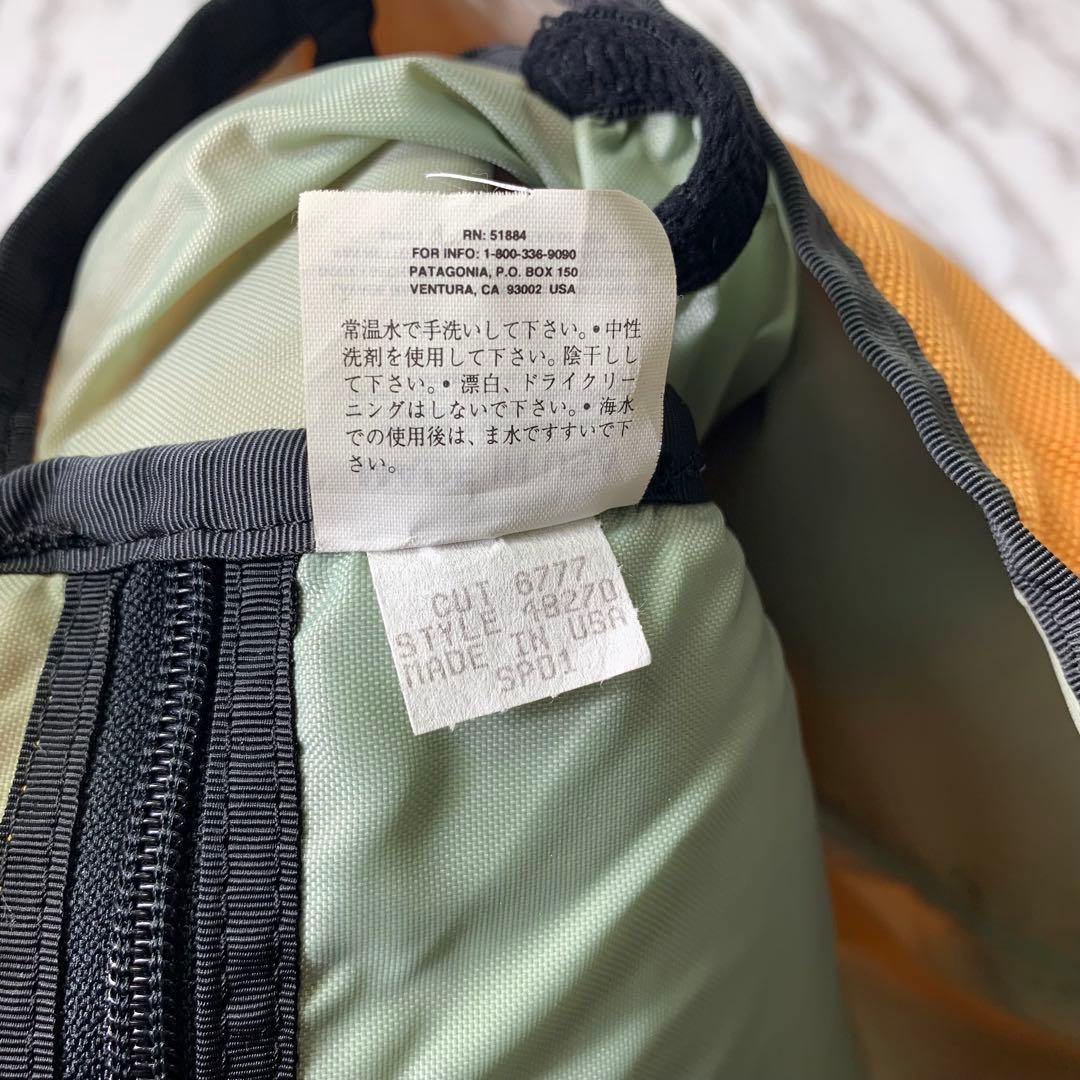 RN: 51884
FOR INFO: 1-800-336-9090
PATAGONIA, P.O. BOX 150
VENTURA, CA 93002 USA
常温水で手洗いして下さい。• 中性
洗剤を使用して下さい。陰干しし
て下さい。• 漂白、ドライクリー
ニングはしないで下さい。• 海水
での使用後は、ま水ですすいで下
さい。
CUT 6777
STYLE 48270
MADE IN USA
SP01